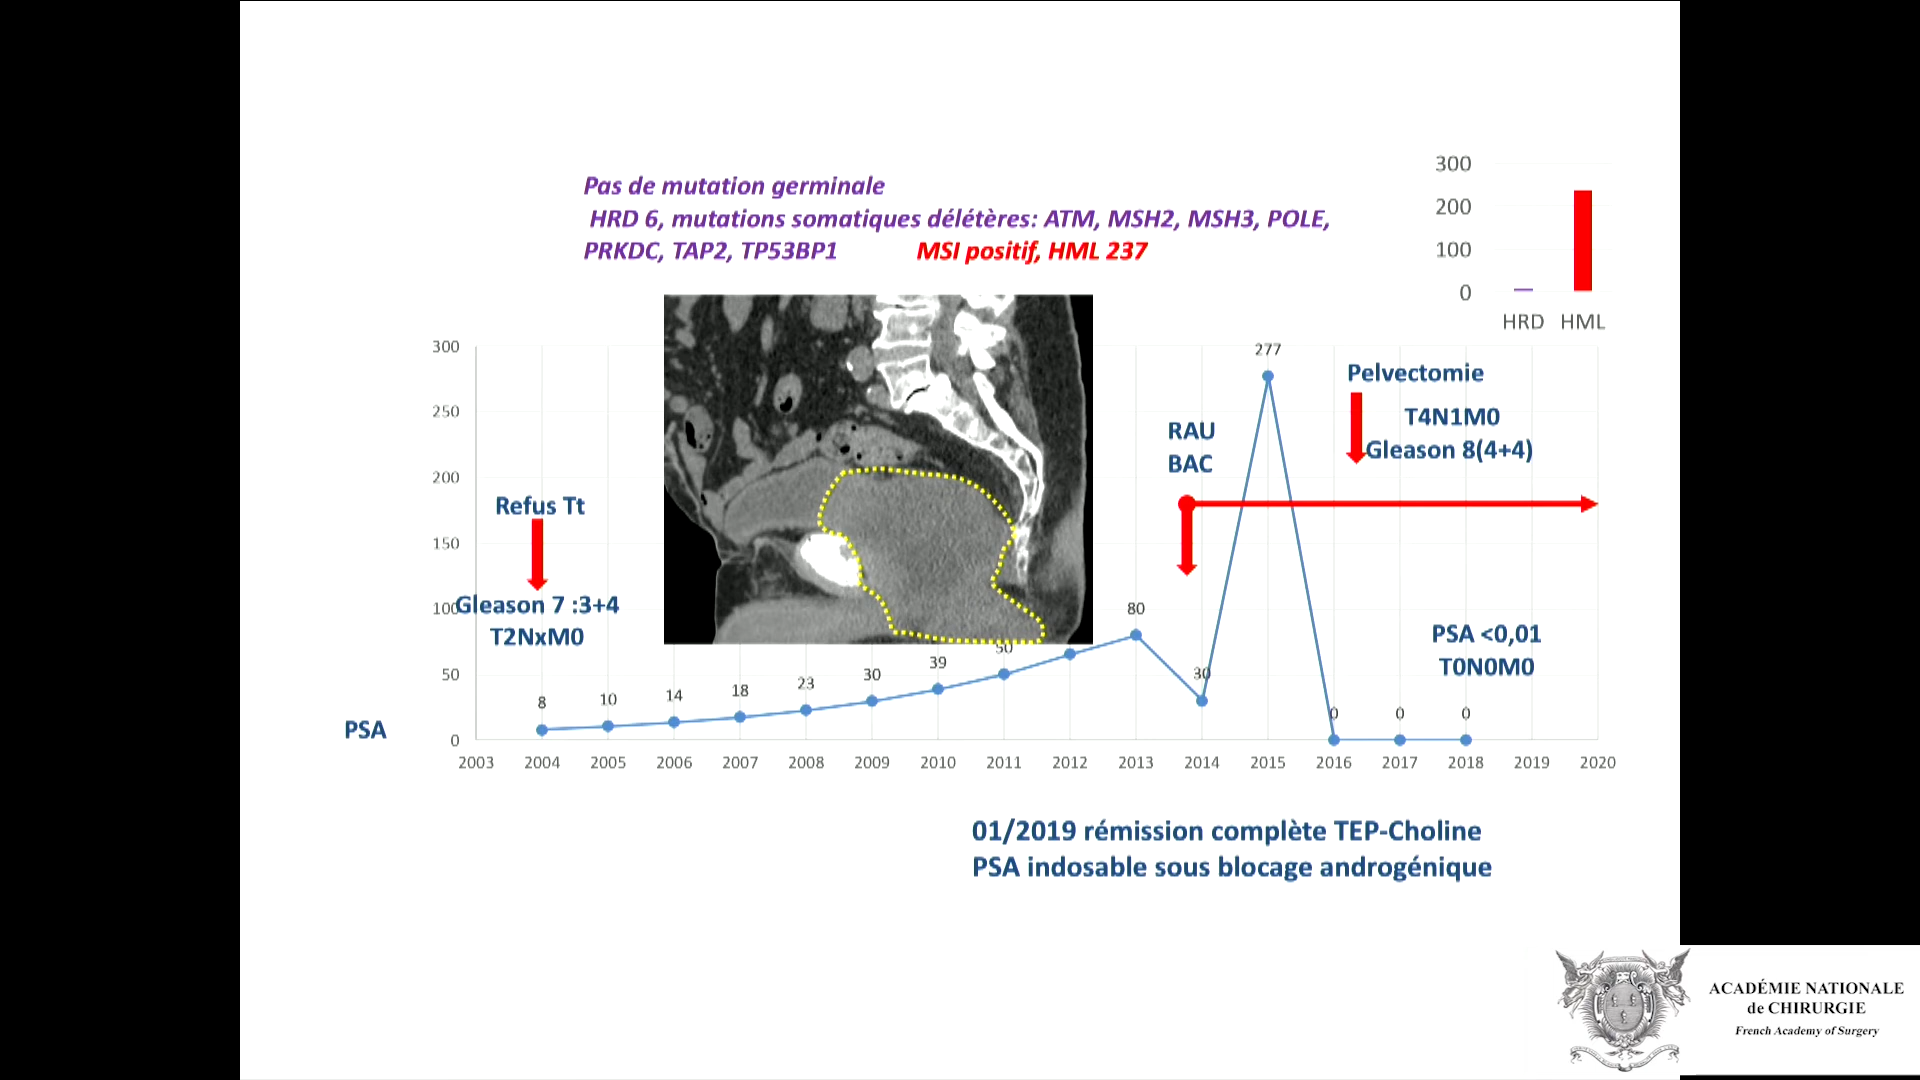 Pas de mutation germinale
HRD 6, mutations somatiques délétères: ATM, MSH2, MSH3, POLE,
PRKDC, TAP2, TP53BP1 MSI positif, HML 237
300
200
100
0
HRD HML
300
250
200
150
100
50
0
Refus Tt
Gleason 7 :3+4
T2NxM0
RAU
BAC
Pelvectomie
T4N1M0
Gleason 8(4+4)
PSA <0,01
T0N0M0
8 10 14 18 23 30 39 50 80 30 277 0 0 0
PSA
2003 2004 2005 2006 2007 2008 2009 2010 2011 2012 2013 2014 2015 2016 2017 2018 2019 2020
01/2019 rémission complète TEP-Choline
PSA indosable sous blocage androgénique
ACADÉMIE NATIONALE
de CHIRURGIE
French Academy of Surgery